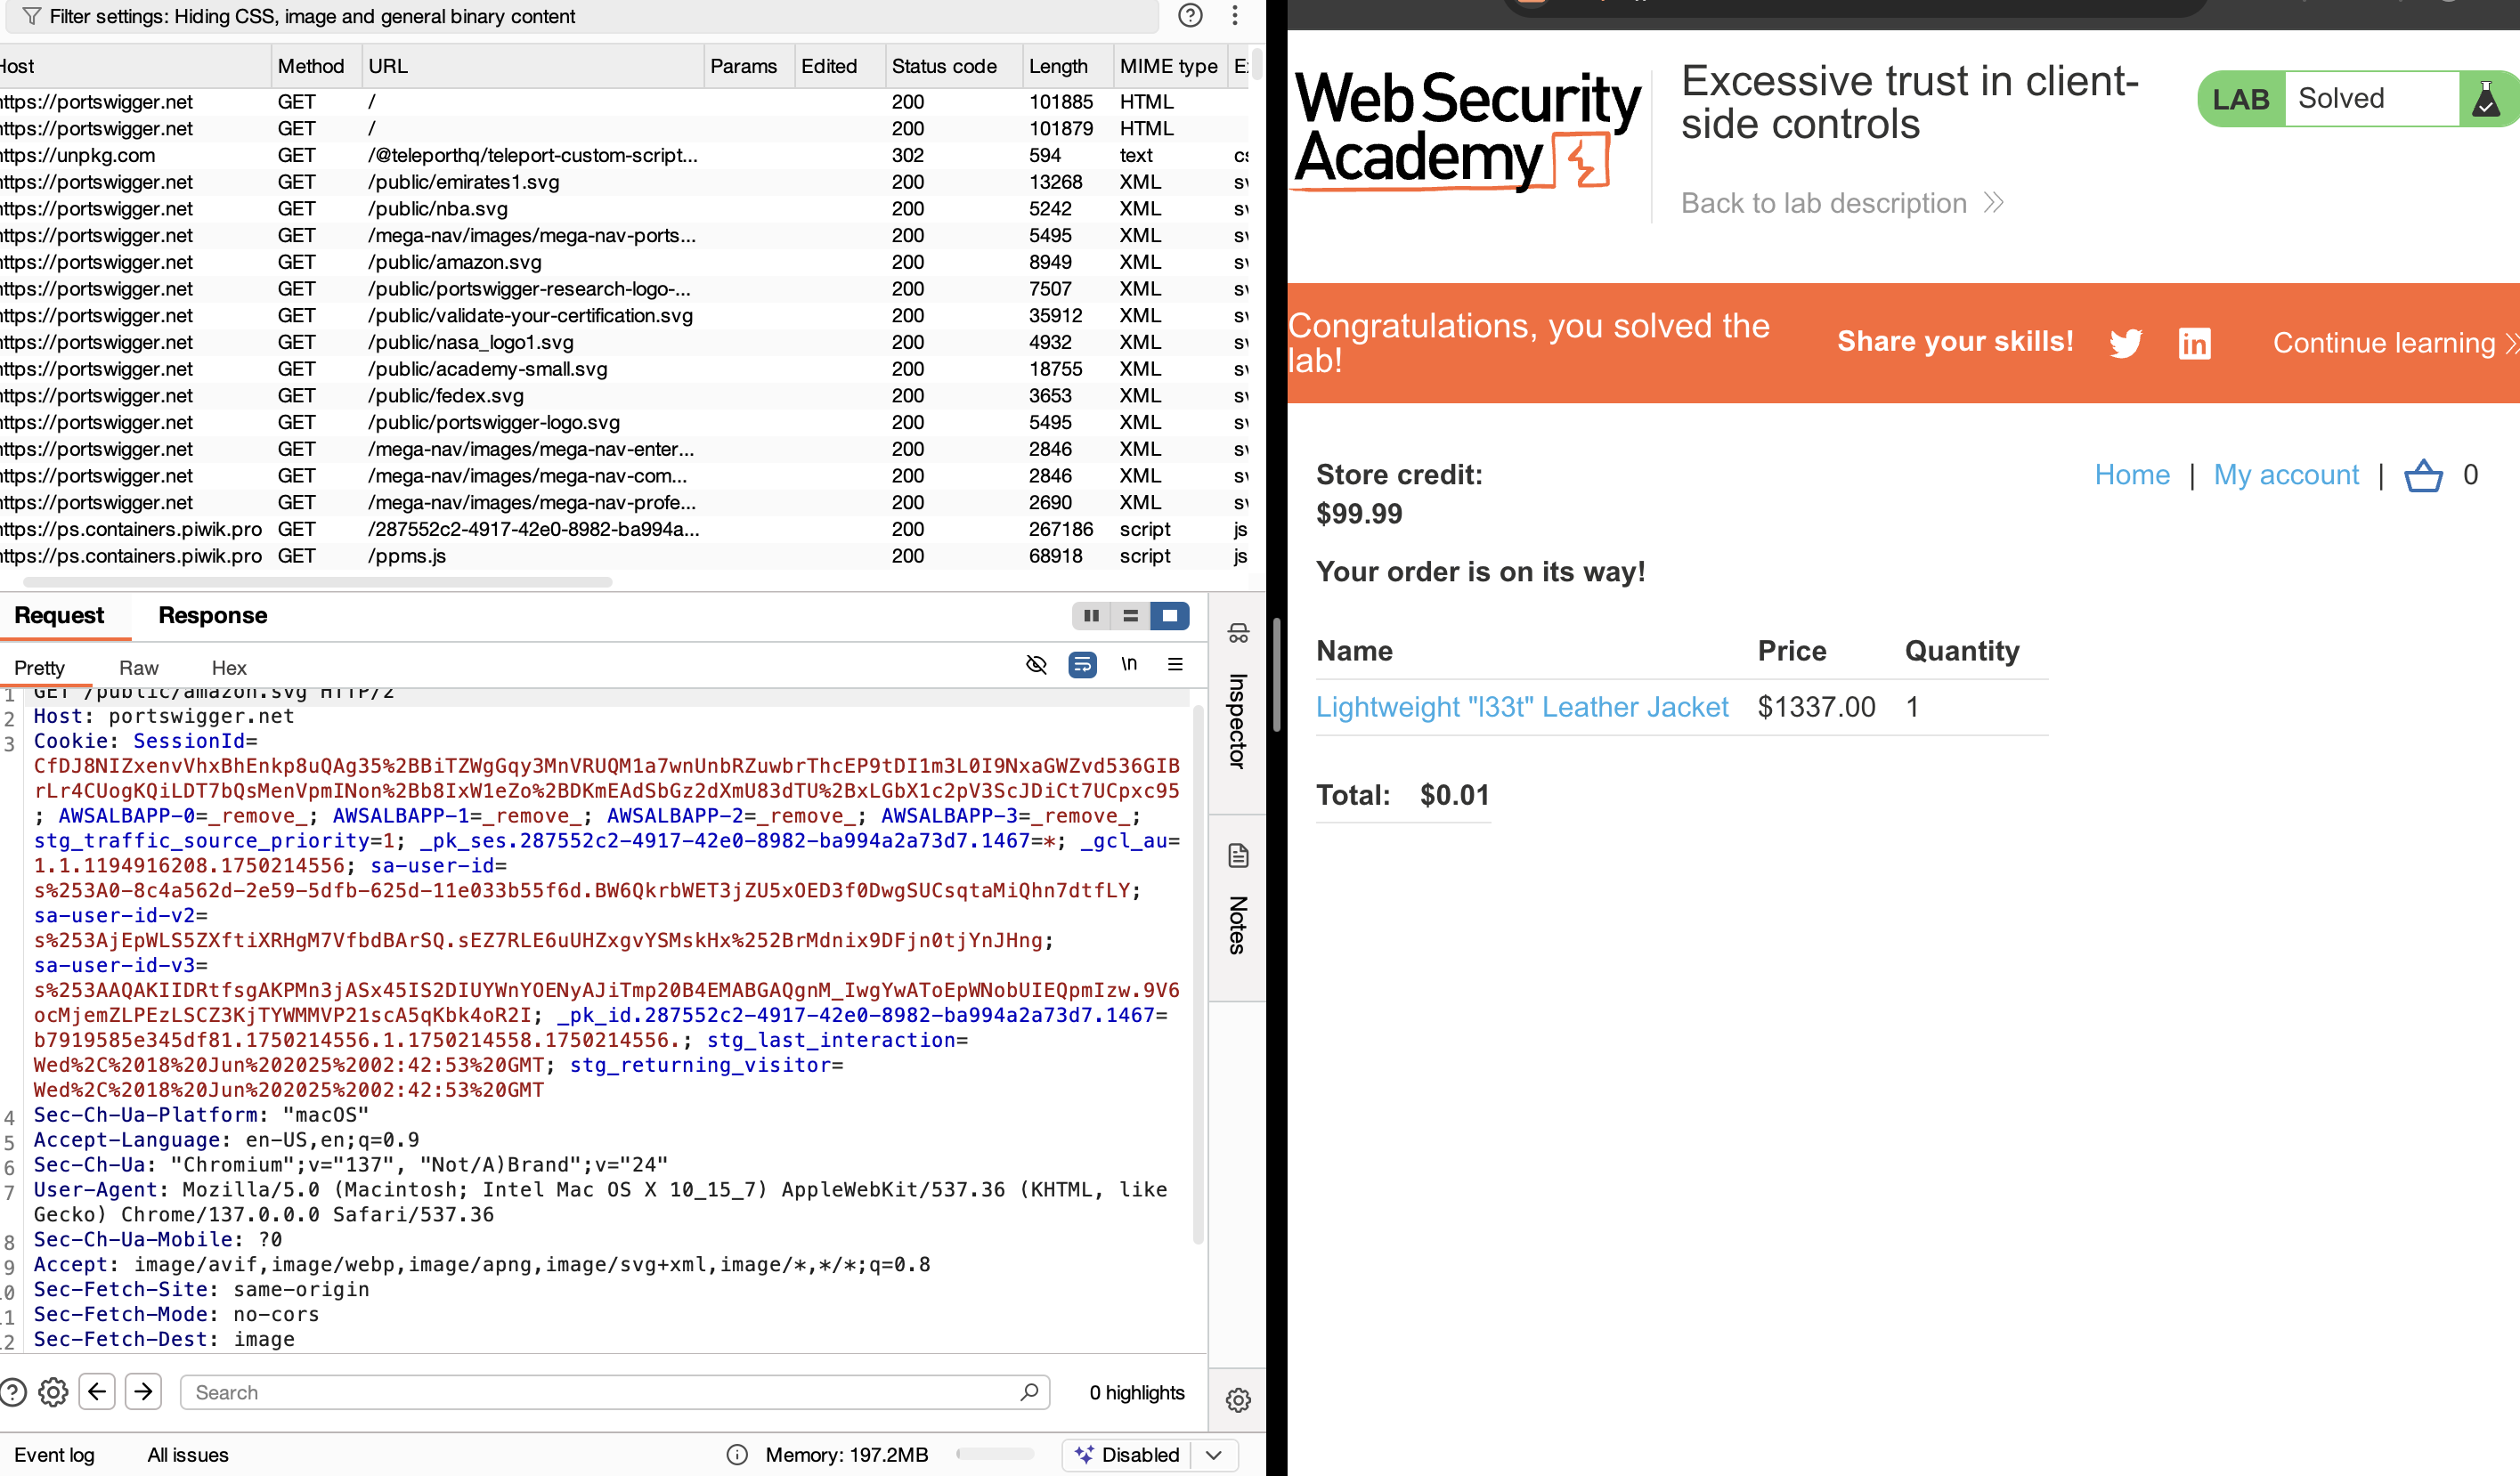 Filter settings: Hiding CSS, image and general binary content
Host Method URL Params Edited Status code Length MIME type
https://portswigger.net GET / 200 101885 HTML
https://portswigger.net GET / 200 101879 HTML
https://unpkg.com GET /@teleporthq/teleport-custom-script... 302 594 text
https://portswigger.net GET /public/emirates1.svg 200 13268 XML
https://portswigger.net GET /public/nba.svg 200 5242 XML
https://portswigger.net GET /mega-nav/images/mega-nav-ports... 200 5495 XML
https://portswigger.net GET /public/amazon.svg 200 8949 XML
https://portswigger.net GET /public/portswigger-research-logo-... 200 7507 XML
https://portswigger.net GET /public/validate-your-certification.svg 200 35912 XML
https://portswigger.net GET /public/nasa_logo1.svg 200 4932 XML
https://portswigger.net GET /public/academy-small.svg 200 18755 XML
https://portswigger.net GET /public/fedex.svg 200 3653 XML
https://portswigger.net GET /public/portswigger-logo.svg 200 5495 XML
https://portswigger.net GET /mega-nav/images/mega-nav-enter... 200 2846 XML
https://portswigger.net GET /mega-nav/images/mega-nav-com... 200 2846 XML
https://portswigger.net GET /mega-nav/images/mega-nav-profe... 200 2690 XML
https://ps.containers.piwik.pro GET /287552c2-4917-42e0-8982-ba994a... 200 267186 script js
https://ps.containers.piwik.pro GET /ppms.js 200 68918 script js
Request Response
Pretty Raw Hex \n
1 GET /public/amazon.svg HTTP/2
2 Host: portswigger.net
3 Cookie: SessionId=
CfDJ8NIZxenvVhxBhEnkp8uQAg35%2BBiTZWgGqy3MnVRUQM1a7wnUnbRZuwbrThcEP9tDI1m3L0I9NxaGWZvd536GIB
rLr4CUogKQiLDT7bQsMenVpmINon%2Bb8IxW1eZo%2BDKmEAdSbGz2dXmU83dTU%2BxLGbX1c2pV3ScJDiCt7UCpxc95
; AWSALBAPP-0=_remove_; AWSALBAPP-1=_remove_; AWSALBAPP-2=_remove_; AWSALBAPP-3=_remove_;
stg_traffic_source_priority=1; _pk_ses.287552c2-4917-42e0-8982-ba994a2a73d7.1467=*; _gcl_au=
1.1.1194916208.1750214556; sa-user-id=
s%253A0-8c4a562d-2e59-5dfb-625d-11e033b55f6d.BW6QkrbWET3jZU5xOED3f0DwgSUCsqtaMiQhn7dtfLY;
sa-user-id-v2=
s%253AjEpWLS5ZXftiXRHgM7VfbdBArSQ.sEZ7RLE6uUHZxgvYSMskHx%252BrMdnix9DFjn0tjYnJHng;
sa-user-id-v3=
s%253AAQAKIIDRtfsgAKPMn3jASx45IS2DIUYWnYOENyAJiTmp20B4EMABGAQgnM_IwgYwAToEpWNobUIEQpmIzw.9V6
ocMjemZLPEzLSCZ3KjTYWMMVP21scA5qKbk4oR2I; _pk_id.287552c2-4917-42e0-8982-ba994a2a73d7.1467=
b7919585e345df81.1750214556.1.1750214558.1750214556.; stg_last_interaction=
Wed%2C%2018%20Jun%202025%2002:42:53%20GMT; stg_returning_visitor=
Wed%2C%2018%20Jun%202025%2002:42:53%20GMT
4 Sec-Ch-Ua-Platform: "macOS"
5 Accept-Language: en-US,en;q=0.9
6 Sec-Ch-Ua: "Chromium";v="137", "Not/A)Brand";v="24"
7 User-Agent: Mozilla/5.0 (Macintosh; Intel Mac OS X 10_15_7) AppleWebKit/537.36 (KHTML, like
Gecko) Chrome/137.0.0.0 Safari/537.36
8 Sec-Ch-Ua-Mobile: ?0
9 Accept: image/avif,image/webp,image/apng,image/svg+xml,image/*,*/*;q=0.8
10 Sec-Fetch-Site: same-origin
11 Sec-Fetch-Mode: no-cors
12 Sec-Fetch-Dest: image
Search 0 highlights
Event log All issues Memory: 197.2MB Disabled
Inspector
Notes
Web Security
Academy
Excessive trust in client-
side controls
Back to lab description
LAB Solved
Congratulations, you solved the
lab!
Share your skills!
Continue learning
Store credit:
$99.99
Home | My account | 0
Your order is on its way!
Name Price Quantity
Lightweight "l33t" Leather Jacket $1337.00 1
Total: $0.01